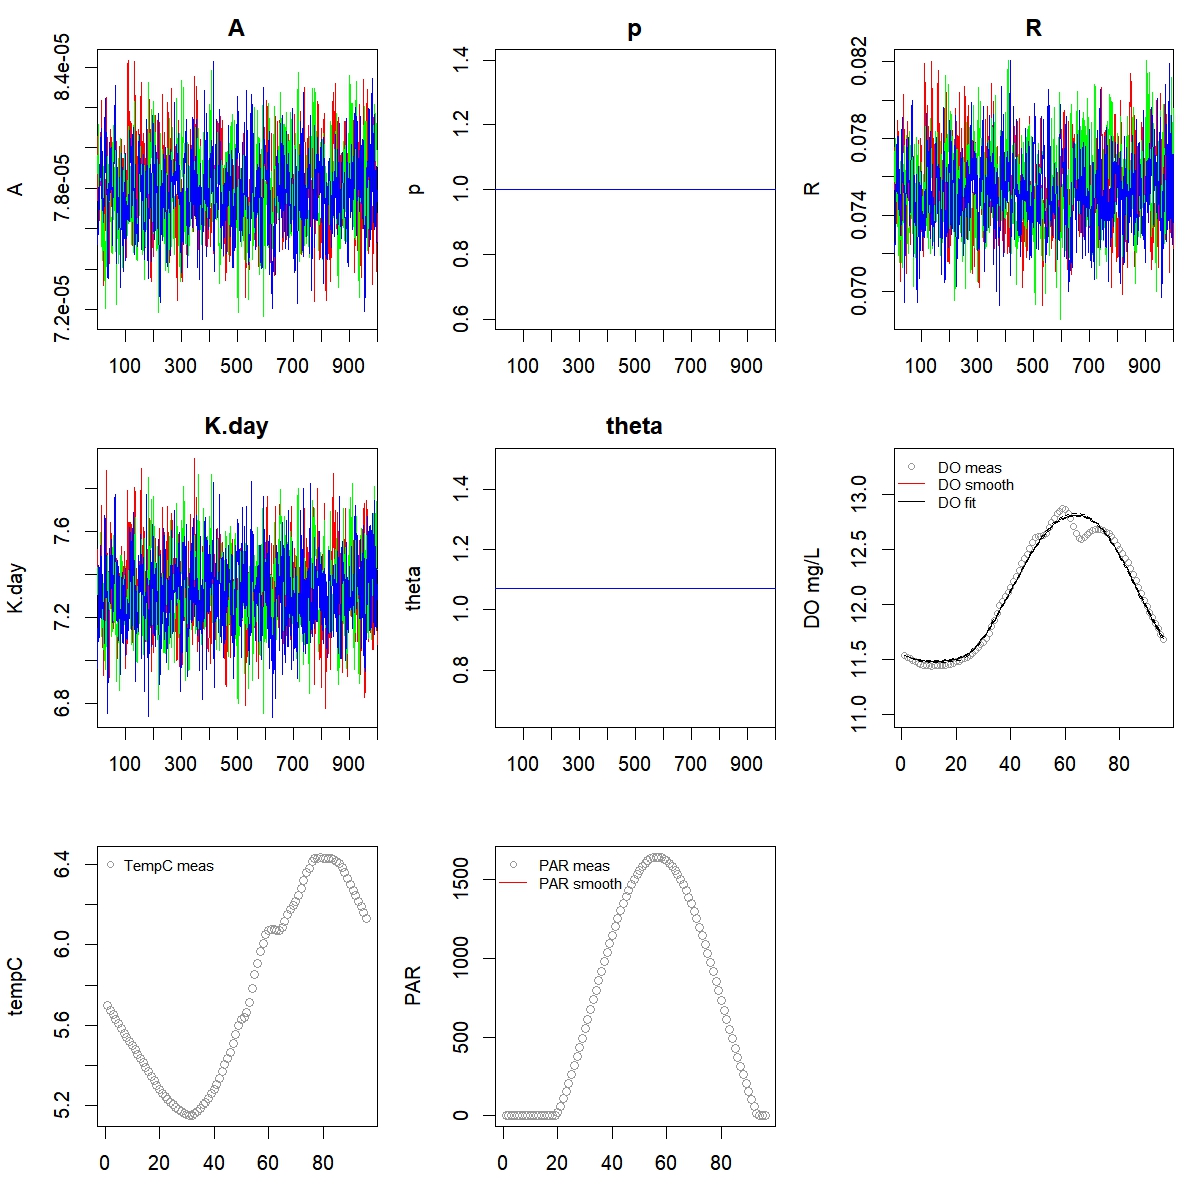 A
A
7.2e-05 7.8e-05 8.4e-05
100 300 500 700 900
p
p
0.6 0.8 1.0 1.2 1.4
100 300 500 700 900
R
R
0.070 0.074 0.078 0.082
100 300 500 700 900
K.day
K.day
6.8 7.2 7.6
100 300 500 700 900
theta
theta
0.8 1.0 1.2 1.4
100 300 500 700 900
DO meas
DO smooth
DO fit
DO mg/L
11.0 11.5 12.0 12.5 13.0
0 20 40 60 80
TempC meas
tempC
5.2 5.6 6.0 6.4
0 20 40 60 80
PAR meas
PAR smooth
PAR
0 500 1000 1500
0 20 40 60 80